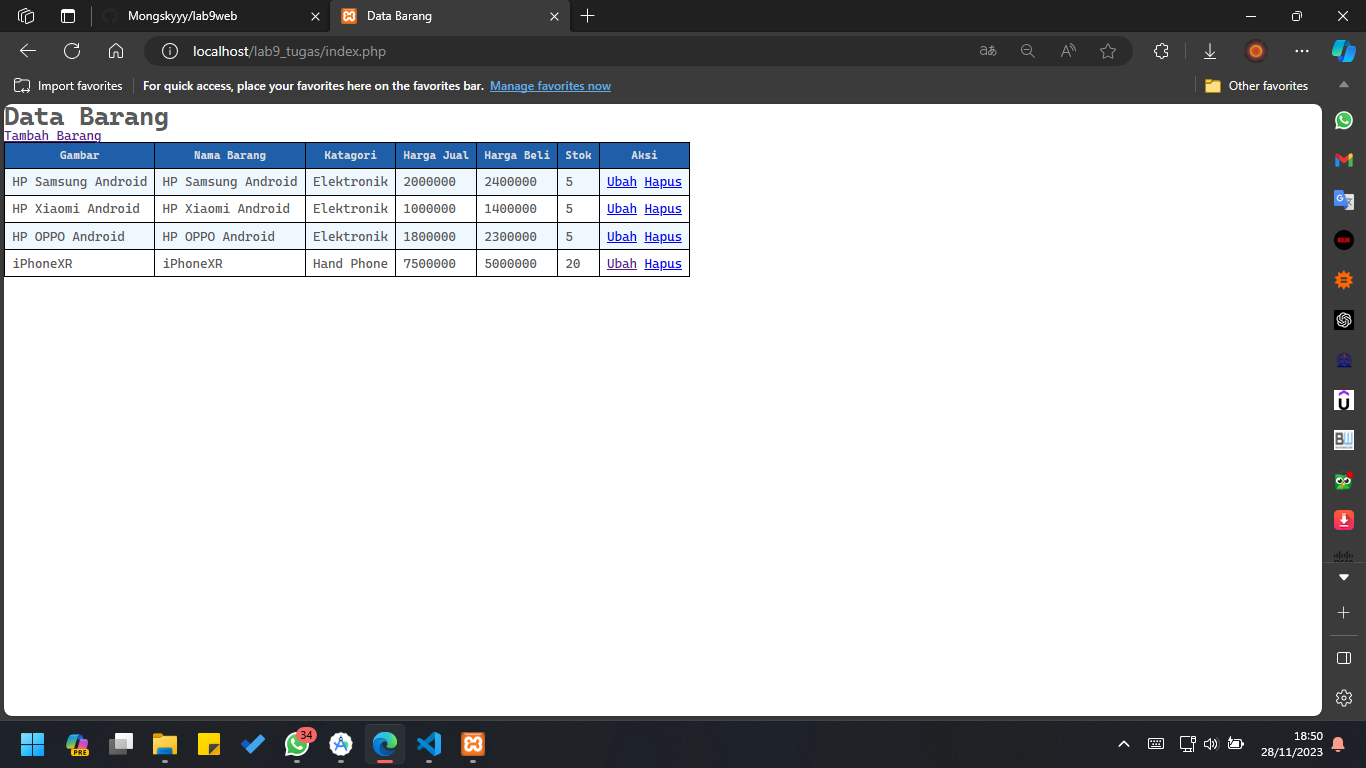 Mongskyyy/lab9web
Data Barang
localhost/lab9_tugas/index.php
Import favorites
For quick access, place your favorites here on the favorites bar. Manage favorites now
Other favorites
Data Barang
Tambah Barang
Gambar Nama Barang Katagori Harga Jual Harga Beli Stok Aksi
HP Samsung Android HP Samsung Android Elektronik 2000000 2400000 5 Ubah Hapus
HP Xiaomi Android HP Xiaomi Android Elektronik 1000000 1400000 5 Ubah Hapus
HP OPPO Android HP OPPO Android Elektronik 1800000 2300000 5 Ubah Hapus
iPhoneXR iPhoneXR Hand Phone 7500000 5000000 20 Ubah Hapus
PRE
34
18:50
28/11/2023